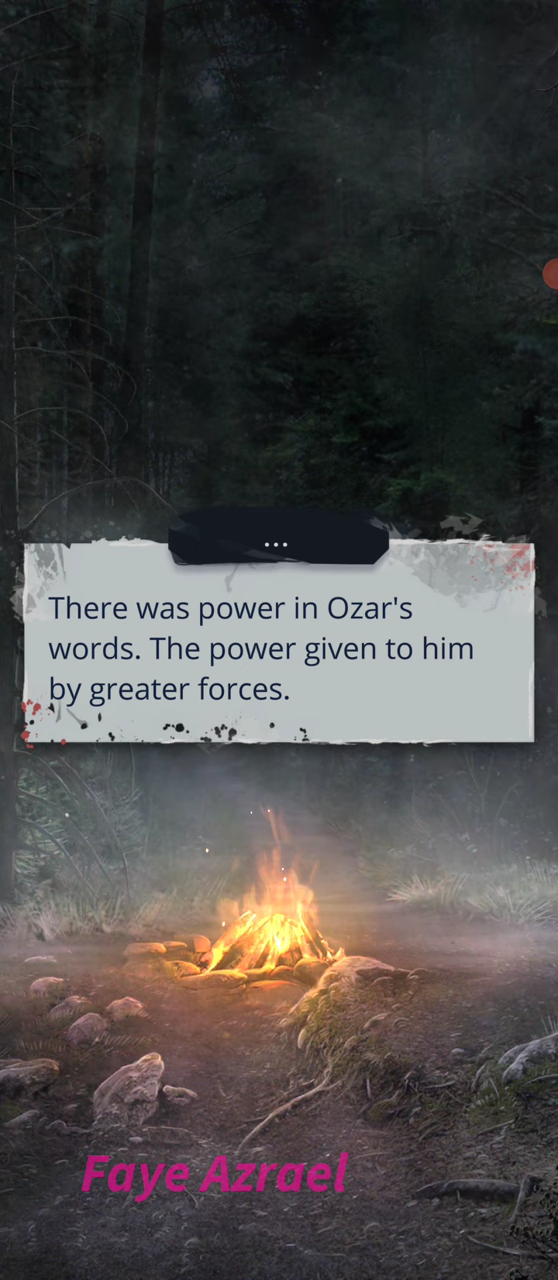 ...
There was power in Ozar's
words. The power given to him
by greater forces.
Faye Azrael